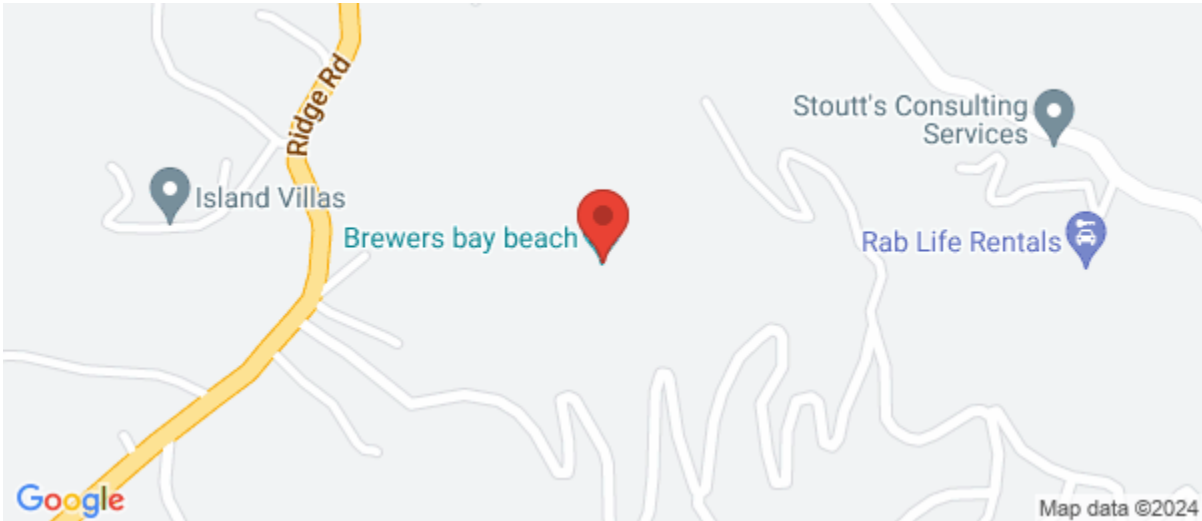 Ridge Rd
Stoutt's Consulting
Services
Island Villas
Brewers bay beach
Rab Life Rentals
Google
Map data ©2024